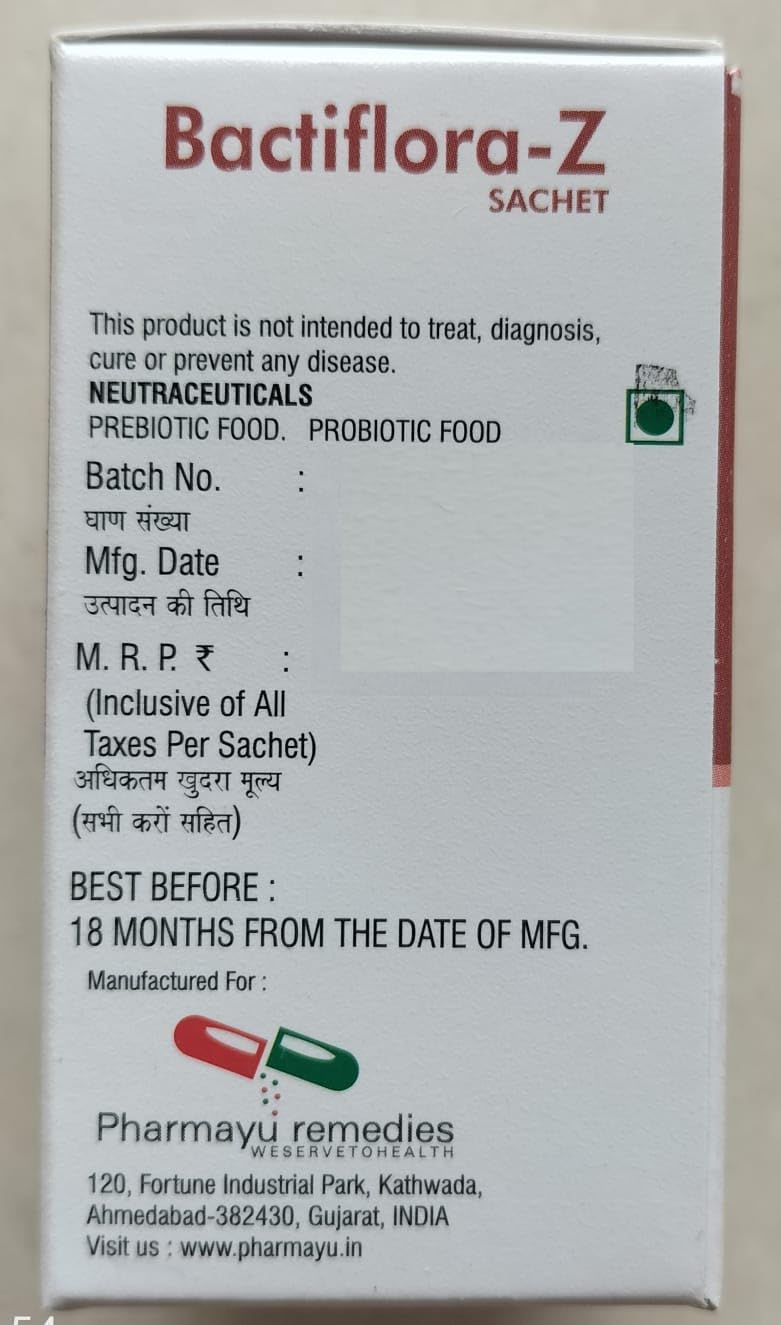 Bactiflora-Z
SACHET
This product is not intended to treat, diagnosis,
cure or prevent any disease.
NEUTRACEUTICALS
PREBIOTIC FOOD. PROBIOTIC FOOD
Batch No. :
घाण संख्या
Mfg. Date :
उत्पादन की तिथि
M. R. P. ₹ :
(Inclusive of All
Taxes Per Sachet)
अधिकतम खुदरा मूल्य
(सभी करों सहित)
BEST BEFORE :
18 MONTHS FROM THE DATE OF MFG.
Manufactured For :
Pharmayu remedies
WESERVETOHEALTH
120, Fortune Industrial Park, Kathwada,
Ahmedabad-382430, Gujarat, INDIA
Visit us : www.pharmayu.in